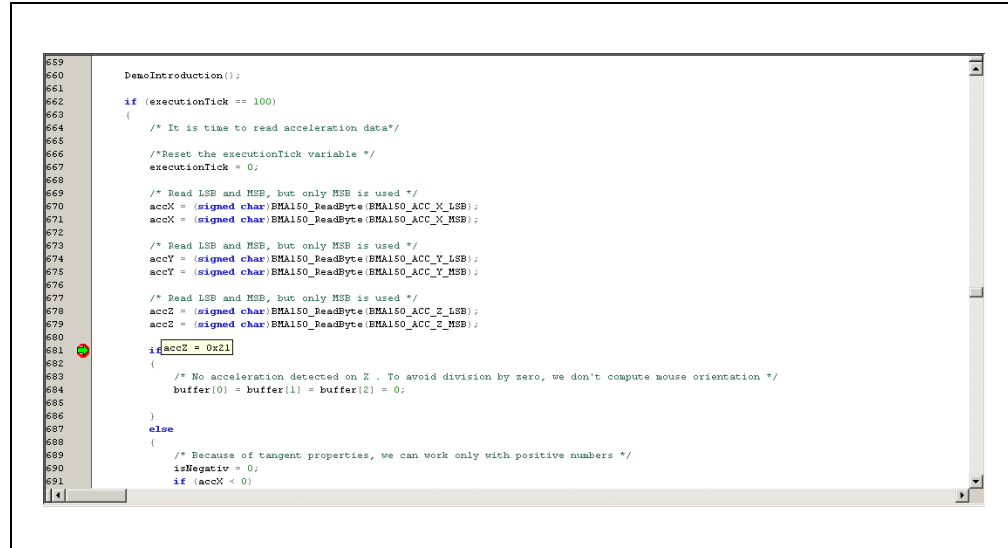 659
660 DemoIntroduction();
661
662 if (executionTick == 100)
663 {
664 /* It is time to read acceleration data*/
665
666 /*Reset the executionTick variable */
667 executionTick = 0;
668
669 /* Read LSB and MSB, but only MSB is used */
670 accX = (signed char)BMA150_ReadByte(BMA150_ACC_X_LSB);
671 accX = (signed char)BMA150_ReadByte(BMA150_ACC_X_MSB);
672
673 /* Read LSB and MSB, but only MSB is used */
674 accY = (signed char)BMA150_ReadByte(BMA150_ACC_Y_LSB);
675 accY = (signed char)BMA150_ReadByte(BMA150_ACC_Y_MSB);
676
677 /* Read LSB and MSB, but only MSB is used */
678 accZ = (signed char)BMA150_ReadByte(BMA150_ACC_Z_LSB);
679 accZ = (signed char)BMA150_ReadByte(BMA150_ACC_Z_MSB);
680
681 if accZ = 0x21
682 {
683 /* No acceleration detected on Z . To avoid division by zero, we don't compute mouse orientation */
684 buffer[0] = buffer[1] = buffer[2] = 0;
685
686 }
687 else
688 {
689 /* Because of tangent properties, we can work only with positive numbers */
690 isNegativ = 0;
691 if (accX < 0)